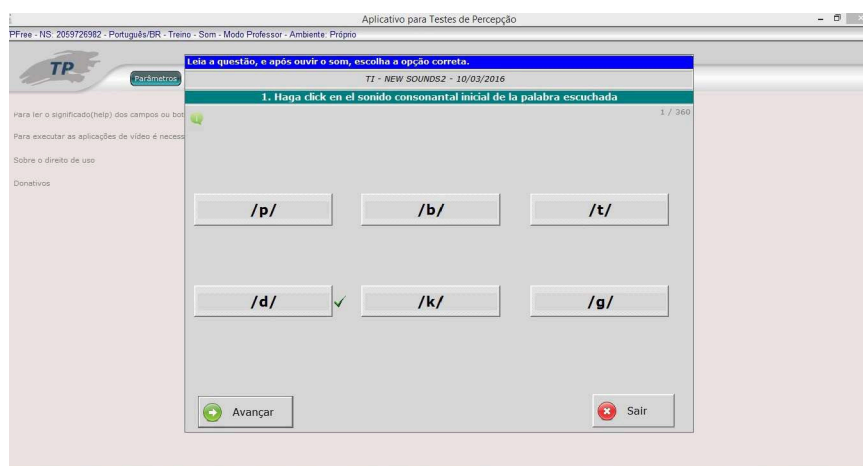 Aplicativo para Testes de Percepção
PFree - NS: 2059726982 - Português/BR - Treino - Som - Modo Professor - Ambiente: Próprio
TP
Parâmetros
Leia a questão, e após ouvir o som, escolha a opção correta.
TI - NEW SOUNDS2 - 10/03/2016
1. Haga click en el sonido consonantal inicial de la palabra escuchada
1 / 360
Para ler o significado(help) dos campos ou bot
Para executar as aplicações de vídeo é necess
Sobre o direito de uso
Donativos
/p/ /b/ /t/
/d/ /k/ /g/
Avançar Sair